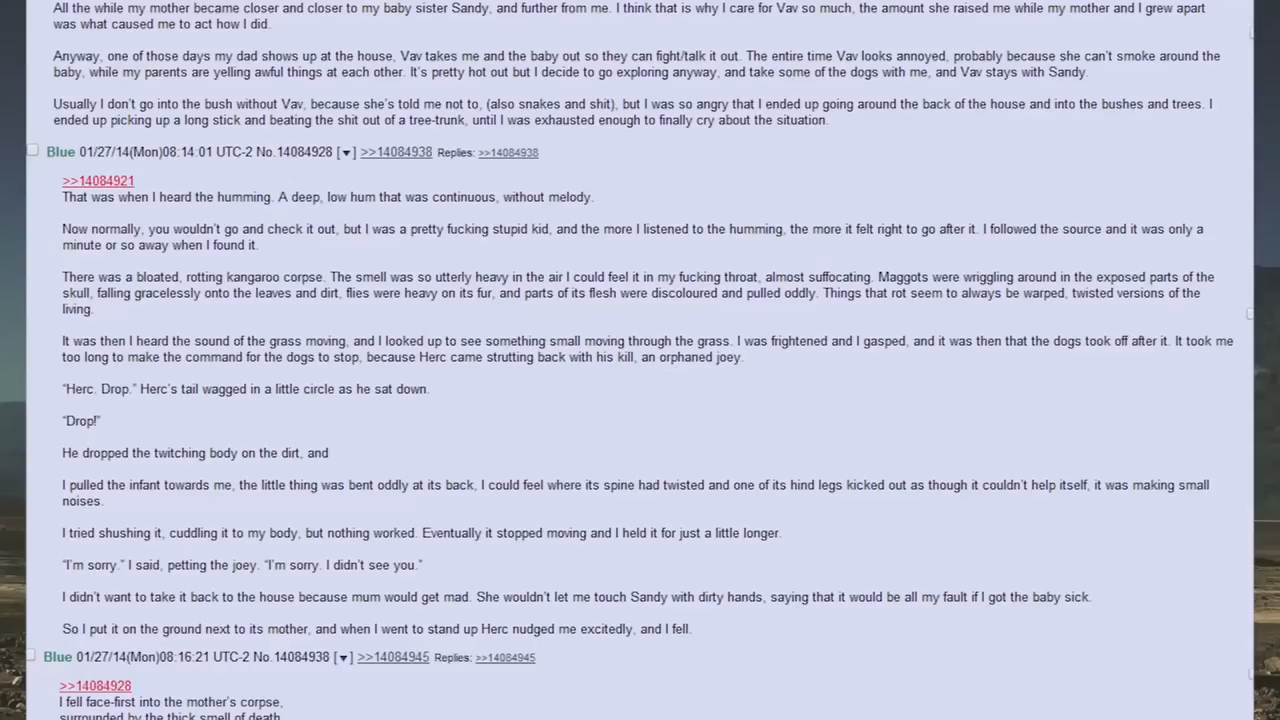 All the while my mother became closer and closer to my baby sister Sandy, and further from me. I think that is why I care for Vav so much, the amount she raised me while my mother and I grew apart
was what caused me to act how I did.
Anyway, one of those days my dad shows up at the house, Vav takes me and the baby out so they can fight/talk it out. The entire time Vav looks annoyed, probably because she can't smoke around the
baby, while my parents are yelling awful things at each other. It's pretty hot out but I decide to go exploring anyway, and take some of the dogs with me, and Vav stays with Sandy.
Usually I don't go into the bush without Vav, because she's told me not to, (also snakes and shit), but I was so angry that I ended up going around the back of the house and into the bushes and trees. I
ended up picking up a long stick and beating the shit out of a tree-trunk, until I was exhausted enough to finally cry about the situation.
Blue 01/27/14(Mon)08:14:01 UTC-2 No.14084928 [▾] >>14084938 Replies: >>14084938
>>14084921
That was when I heard the humming. A deep, low hum that was continuous, without melody.
Now normally, you wouldn't go and check it out, but I was a pretty fucking stupid kid, and the more I listened to the humming, the more it felt right to go after it. I followed the source and it was only a
minute or so away when I found it.
There was a bloated, rotting kangaroo corpse. The smell was so utterly heavy in the air I could feel it in my fucking throat, almost suffocating. Maggots were wriggling around in the exposed parts of the
skull, falling gracelessly onto the leaves and dirt, flies were heavy on its fur, and parts of its flesh were discoloured and pulled oddly. Things that rot seem to always be warped, twisted versions of the
living.
It was then I heard the sound of the grass moving, and I looked up to see something small moving through the grass. I was frightened and I gasped, and it was then that the dogs took off after it. It took me
too long to make the command for the dogs to stop, because Herc came strutting back with his kill, an orphaned joey.
“Herc. Drop.” Herc's tail wagged in a little circle as he sat down.
“Drop!”
He dropped the twitching body on the dirt, and
I pulled the infant towards me, the little thing was bent oddly at its back, I could feel where its spine had twisted and one of its hind legs kicked out as though it couldn't help itself, it was making small
noises.
I tried shushing it, cuddling it to my body, but nothing worked. Eventually it stopped moving and I held it for just a little longer.
“I'm sorry.” I said, petting the joey. “I'm sorry. I didn't see you.”
I didn't want to take it back to the house because mum would get mad. She wouldn't let me touch Sandy with dirty hands, saying that it would be all my fault if I got the baby sick.
So I put it on the ground next to its mother, and when I went to stand up Herc nudged me excitedly, and I fell.
Blue 01/27/14(Mon)08:16:21 UTC-2 No.14084938 [▾] >>14084945 Replies: >>14084945
>>14084928
I fell face-first into the mother's corpse,
surrounded by the thick smell of death